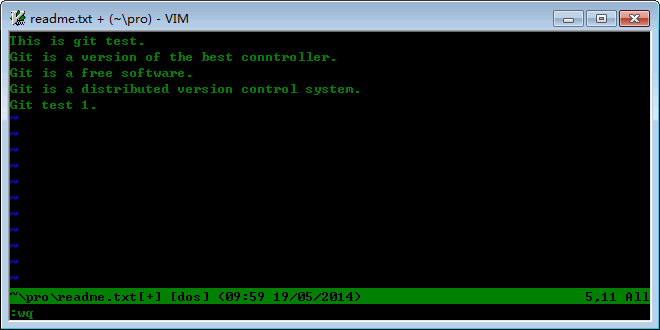 readme.txt + (~\pro) - VIM
This is git test.
Git is a version of the best conntroller.
Git is a free software.
Git is a distributed version control system.
Git test 1.
~
~
~
~
~
~
~
~
~
~
~
~\pro\readme.txt[+] [dos] (09:59 19/05/2014) 5,11 All
:wq